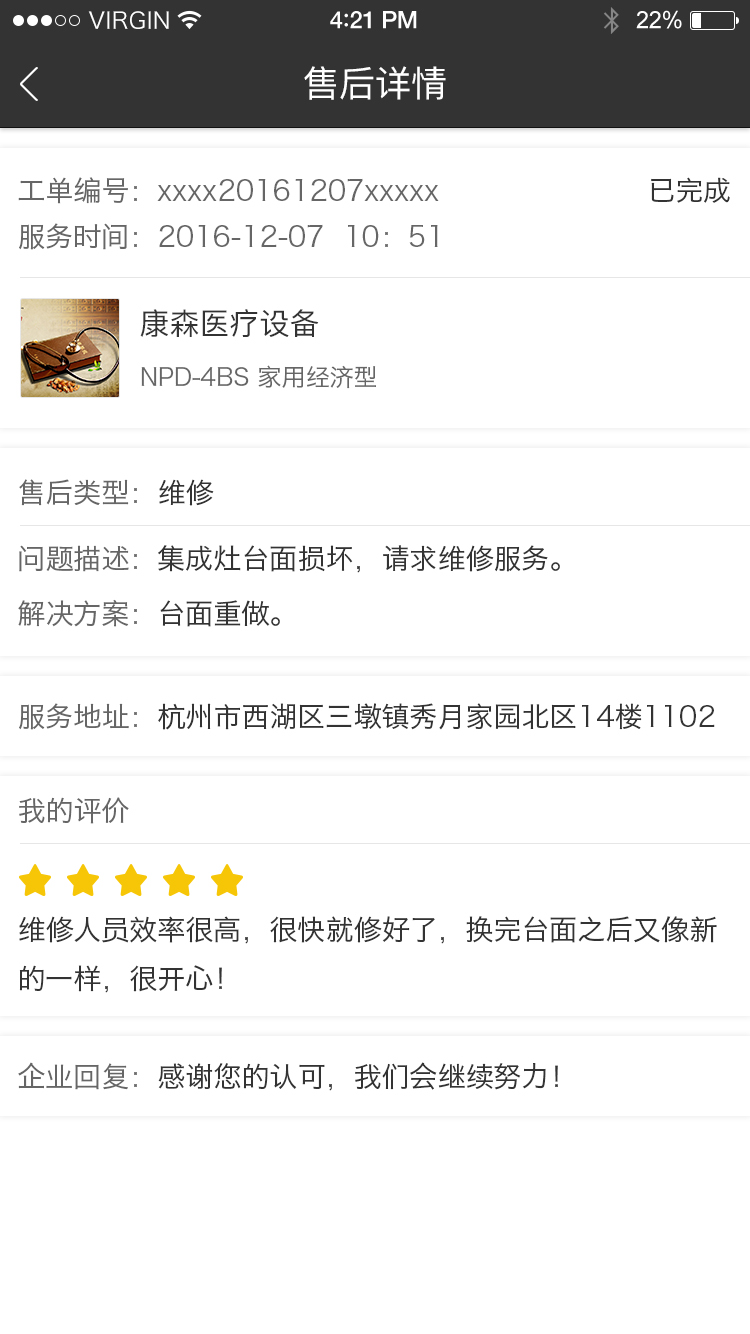 VIRGIN 4:21 PM 22%
售后详情
工单编号：xxxx20161207xxxxx 已完成
服务时间：2016-12-07 10：51
康森医疗设备
NPD-4BS 家用经济型
售后类型：维修
问题描述：集成灶台面损坏，请求维修服务。
解决方案：台面重做。
服务地址：杭州市西湖区三墩镇秀月家园北区14楼1102
我的评价
维修人员效率很高，很快就修好了，换完台面之后又像新
的一样，很开心！
企业回复：感谢您的认可，我们会继续努力！